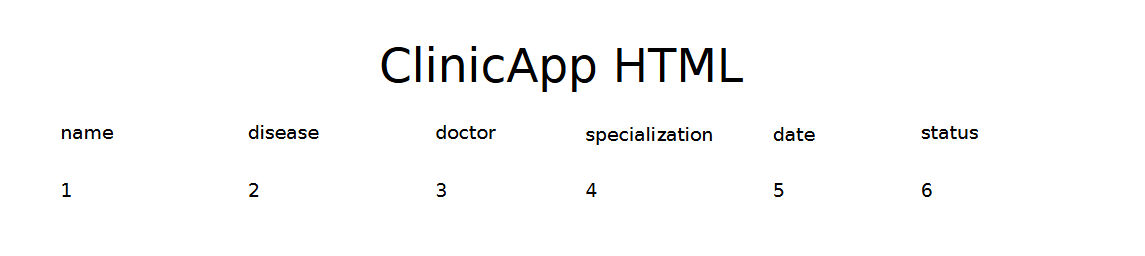 ClinicApp HTML
name disease doctor specialization date status
1 2 3 4 5 6